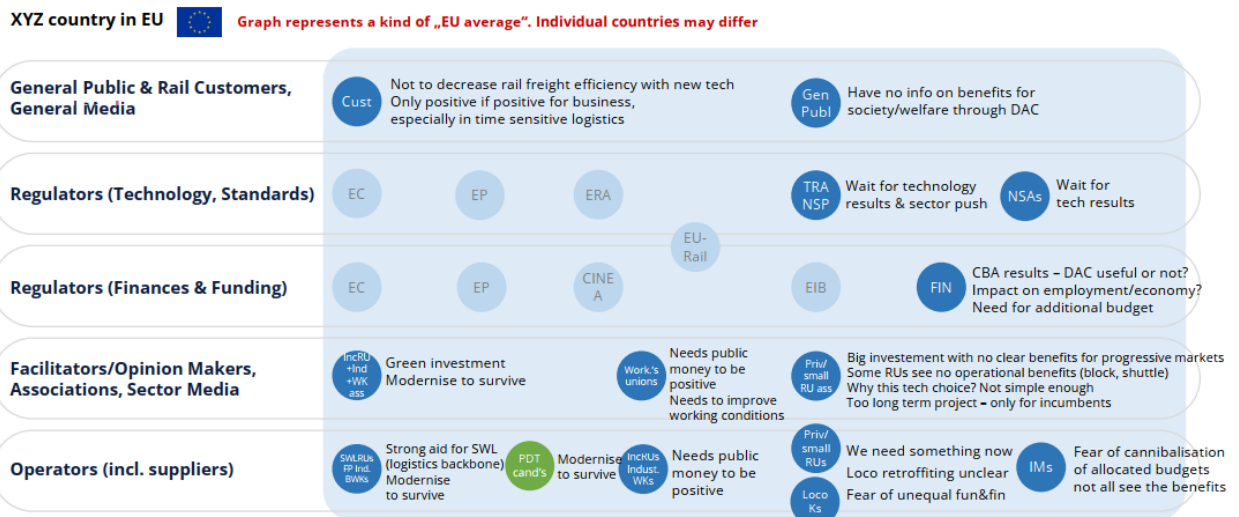 XYZ country in EU
Graph represents a kind of „EU average“. Individual countries may differ
General Public & Rail Customers,
General Media
Cust
Not to decrease rail freight efficiency with new tech
Only positive if positive for business,
especially in time sensitive logistics
Gen
Publ
Have no info on benefits for
society/welfare through DAC
Regulators (Technology, Standards)
EC
EP
ERA
TRA
NSP
Wait for technology
results & sector push
NSAs
Wait for
tech results
EU-
Rail
Regulators (Finances & Funding)
EC
EP
CINE
A
EIB
FIN
CBA results – DAC useful or not?
Impact on employment/economy?
Need for additional budget
Facilitators/Opinion Makers,
Associations, Sector Media
IncRU
+Ind
+WK
ass
Green investment
Modernise to survive
Work.'s
unions
Needs public
money to be
positive
Needs to improve
working conditions
Priv/
small
RU ass
Big investement with no clear benefits for progressive markets
Some RUs see no operational benefits (block, shuttle)
Why this tech choice? Not simple enough
Too long term project – only for incumbents
Operators (incl. suppliers)
SWLRUs
FP Ind.
BWKs
Strong aid for SWL
(logistics backbone)
Modernise
to survive
PDT
cand's
Modernise
to survive
IncRUs
Indust.
WKs
Needs public
money to be
positive
Priv/
small
RUs
Loco
Ks
We need something now
Loco retroffiting unclear
Fear of unequal fun&fin
IMs
Fear of cannibalisation
of allocated budgets
not all see the benefits